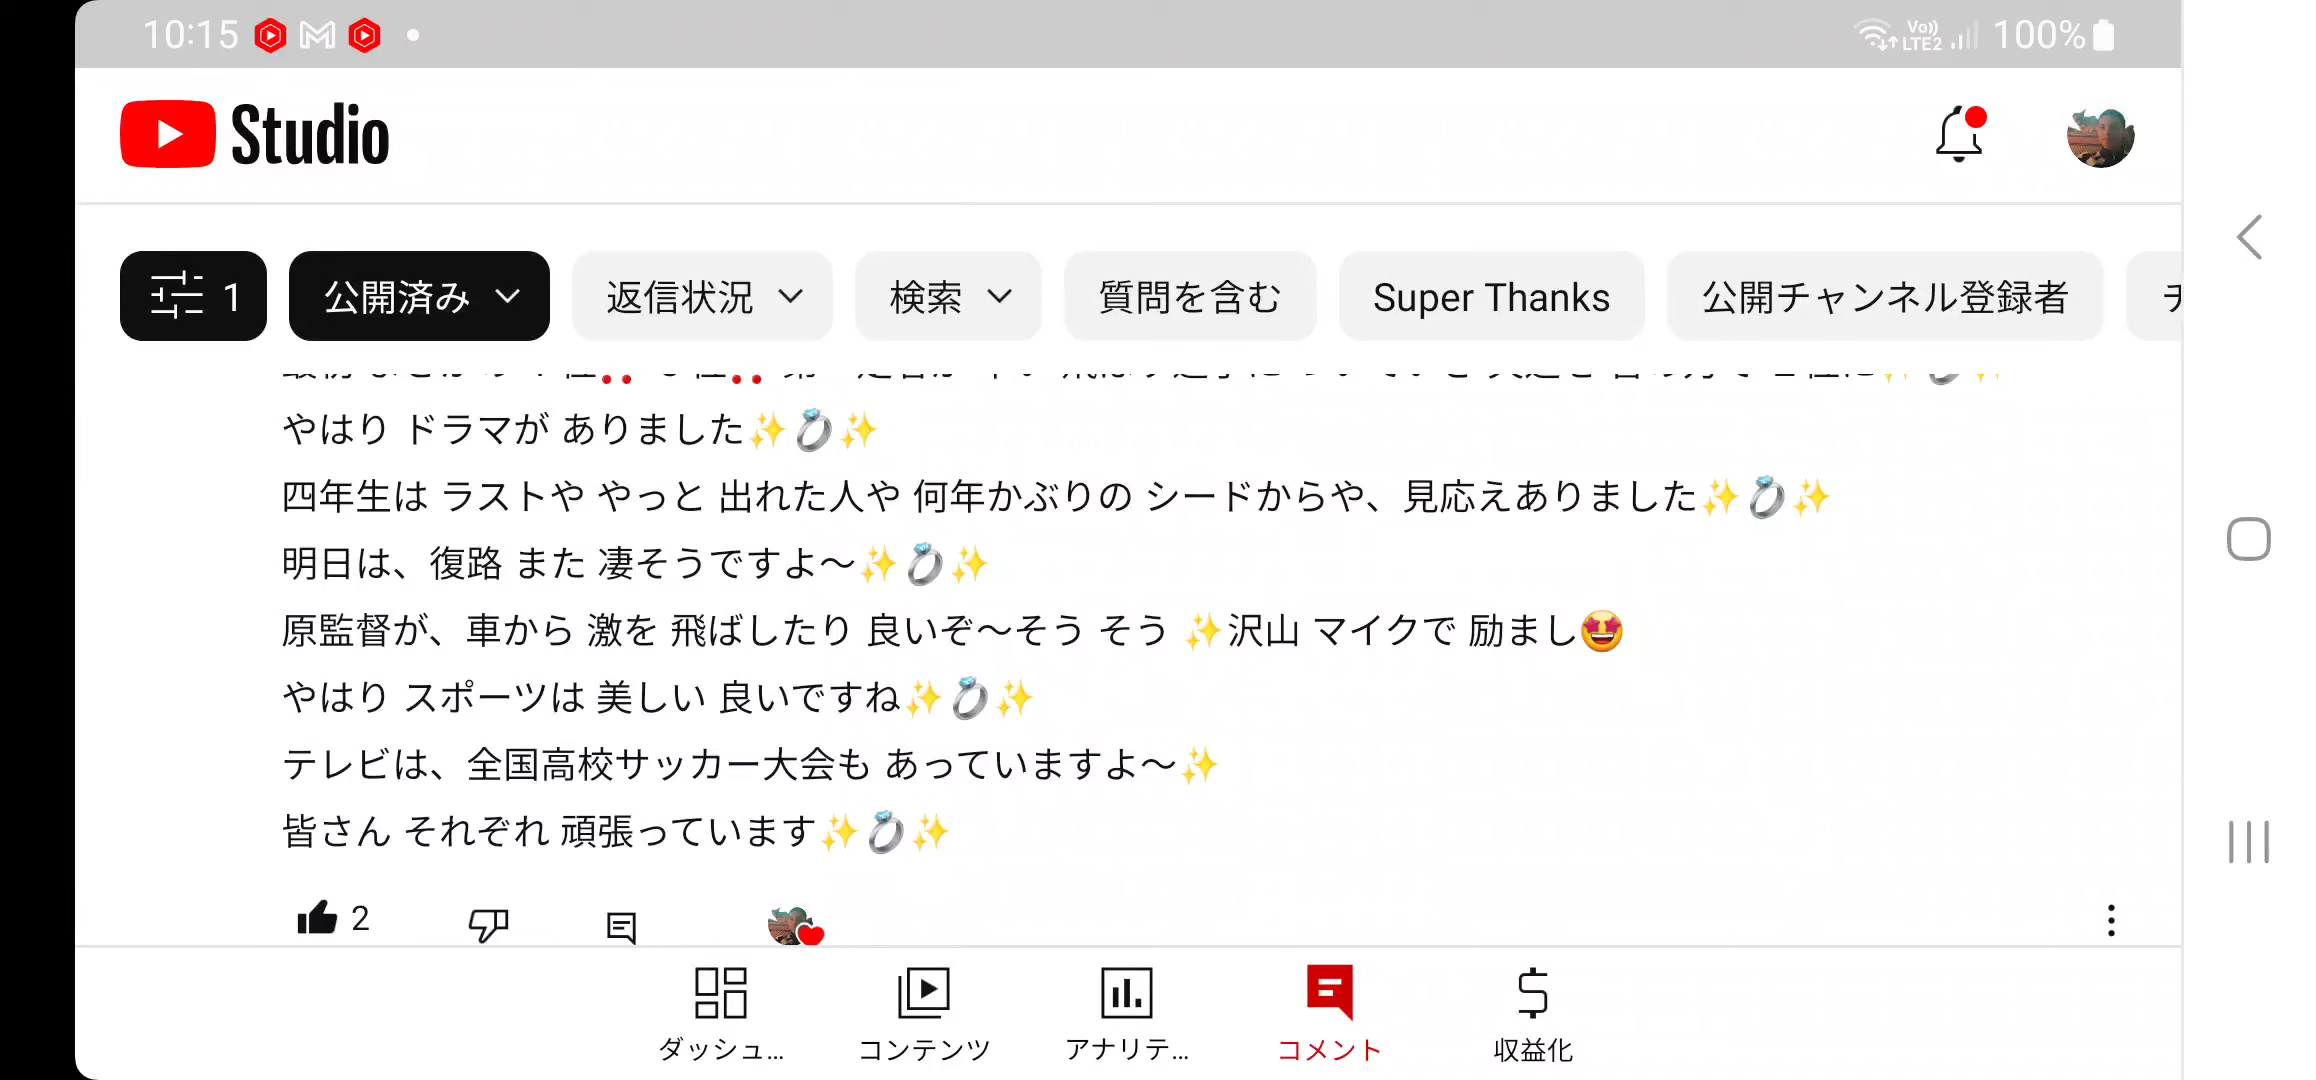 10:15
Vo)) LTE2 100%
Studio
1 公開済み 返信状況 検索 質問を含む Super Thanks 公開チャンネル登録者 チ
やはり ドラマが ありました✨💍✨
四年生は ラストや やっと 出れた人や 何年かぶりの シードからや、見応えありました✨💍✨
明日は、復路 また 凄そうですよ〜✨💍✨
原監督が、車から 激を 飛ばしたり 良いぞ〜そう そう ✨沢山 マイクで 励まし🤩
やはり スポーツは 美しい 良いですね✨💍✨
テレビは、全国高校サッカー大会も あっていますよ〜✨
皆さん それぞれ 頑張っています✨💍✨
2
ダッシュ... コンテンツ アナリテ... コメント 収益化